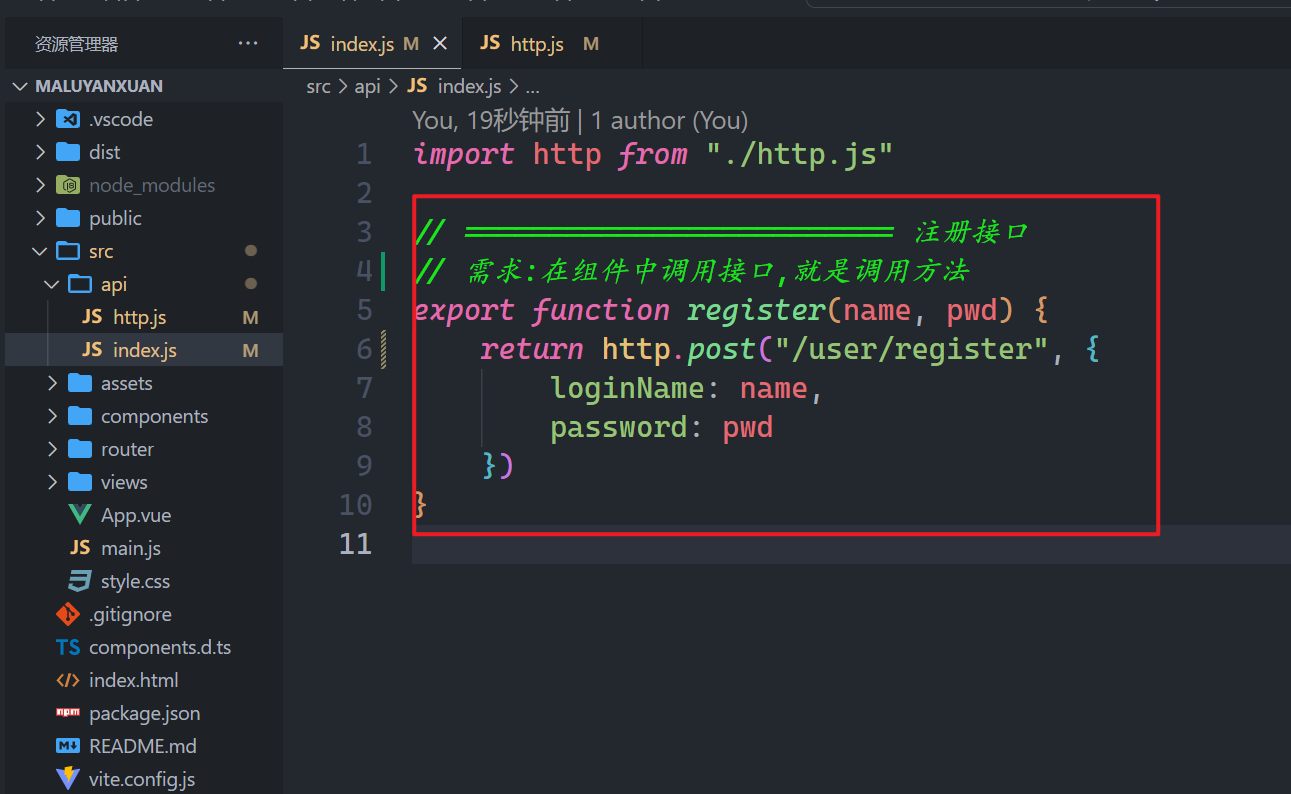 资源管理器 ···
JS index.js M ×
JS http.js M
MALUYANXUAN
src > api > JS index.js > ...
.vscode
dist
node_modules
public
src
api
JS http.js M
JS index.js M
assets
components
router
views
App.vue
JS main.js
style.css
.gitignore
TS components.d.ts
index.html
package.json
README.md
vite.config.js
You, 19秒钟前 | 1 author (You)
1 import http from "./http.js"
2
3 // ========================= 注册接口
4 // 需求:在组件中调用接口,就是调用方法
5 export function register(name, pwd) {
6 return http.post("/user/register", {
7 loginName: name,
8 password: pwd
9 })
10 }
11